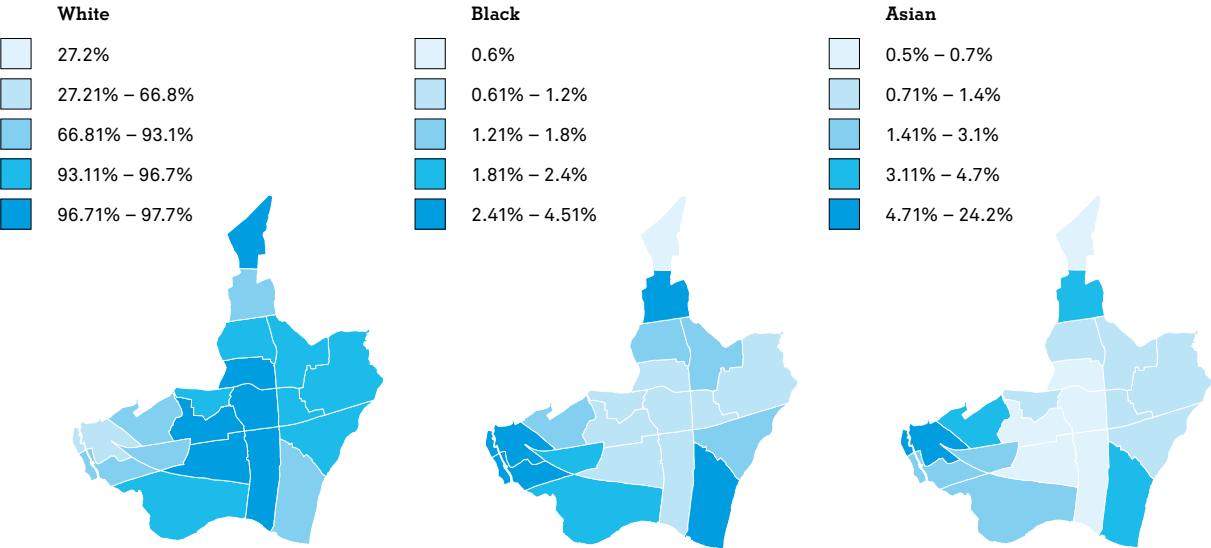 White
27.2%
27.21% – 66.8%
66.81% – 93.1%
93.11% – 96.7%
96.71% – 97.7%
Black
0.6%
0.61% – 1.2%
1.21% – 1.8%
1.81% – 2.4%
2.41% – 4.51%
Asian
0.5% – 0.7%
0.71% – 1.4%
1.41% – 3.1%
3.11% – 4.7%
4.71% – 24.2%